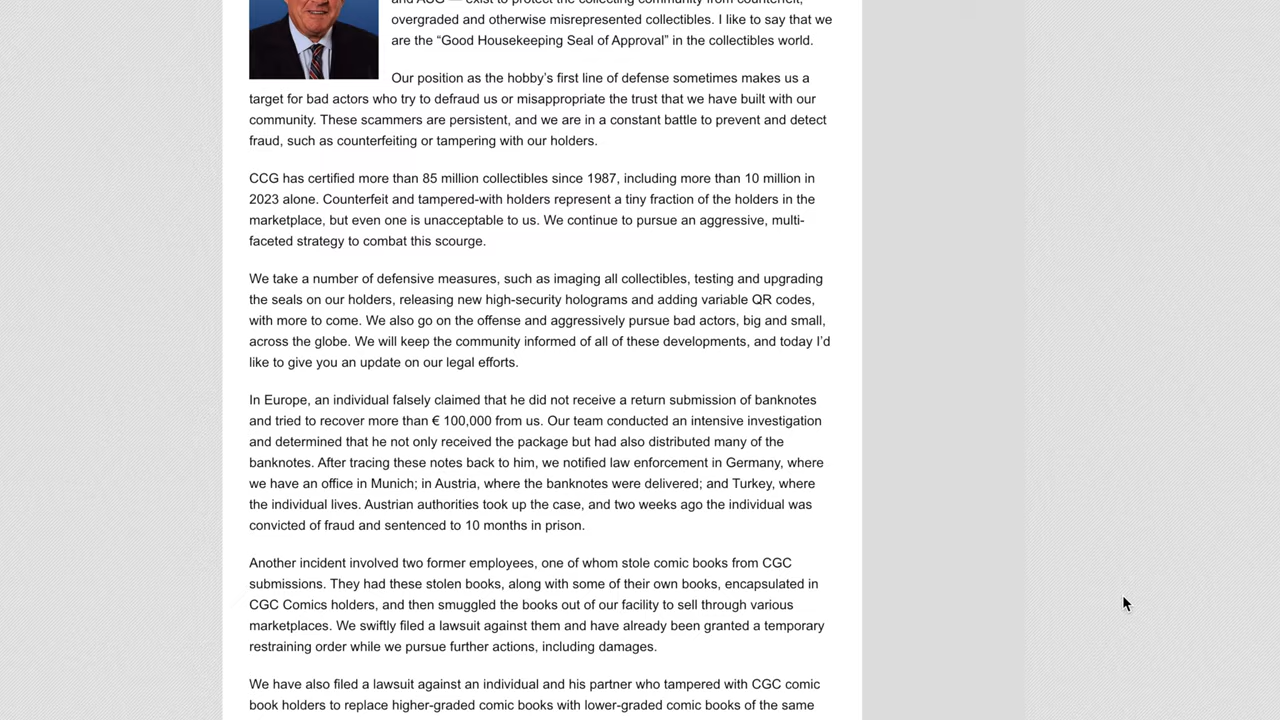 and ACG — exist to protect the collecting community from counterfeit,
overgraded and otherwise misrepresented collectibles. I like to say that we
are the “Good Housekeeping Seal of Approval” in the collectibles world.
Our position as the hobby’s first line of defense sometimes makes us a
target for bad actors who try to defraud us or misappropriate the trust that we have built with our
community. These scammers are persistent, and we are in a constant battle to prevent and detect
fraud, such as counterfeiting or tampering with our holders.
CCG has certified more than 85 million collectibles since 1987, including more than 10 million in
2023 alone. Counterfeit and tampered-with holders represent a tiny fraction of the holders in the
marketplace, but even one is unacceptable to us. We continue to pursue an aggressive, multi-
faceted strategy to combat this scourge.
We take a number of defensive measures, such as imaging all collectibles, testing and upgrading
the seals on our holders, releasing new high-security holograms and adding variable QR codes,
with more to come. We also go on the offense and aggressively pursue bad actors, big and small,
across the globe. We will keep the community informed of all of these developments, and today I’d
like to give you an update on our legal efforts.
In Europe, an individual falsely claimed that he did not receive a return submission of banknotes
and tried to recover more than € 100,000 from us. Our team conducted an intensive investigation
and determined that he not only received the package but had also distributed many of the
banknotes. After tracing these notes back to him, we notified law enforcement in Germany, where
we have an office in Munich; in Austria, where the banknotes were delivered; and Turkey, where
the individual lives. Austrian authorities took up the case, and two weeks ago the individual was
convicted of fraud and sentenced to 10 months in prison.
Another incident involved two former employees, one of whom stole comic books from CGC
submissions. They had these stolen books, along with some of their own books, encapsulated in
CGC Comics holders, and then smuggled the books out of our facility to sell through various
marketplaces. We swiftly filed a lawsuit against them and have already been granted a temporary
restraining order while we pursue further actions, including damages.
We have also filed a lawsuit against an individual and his partner who tampered with CGC comic
book holders to replace higher-graded comic books with lower-graded comic books of the same